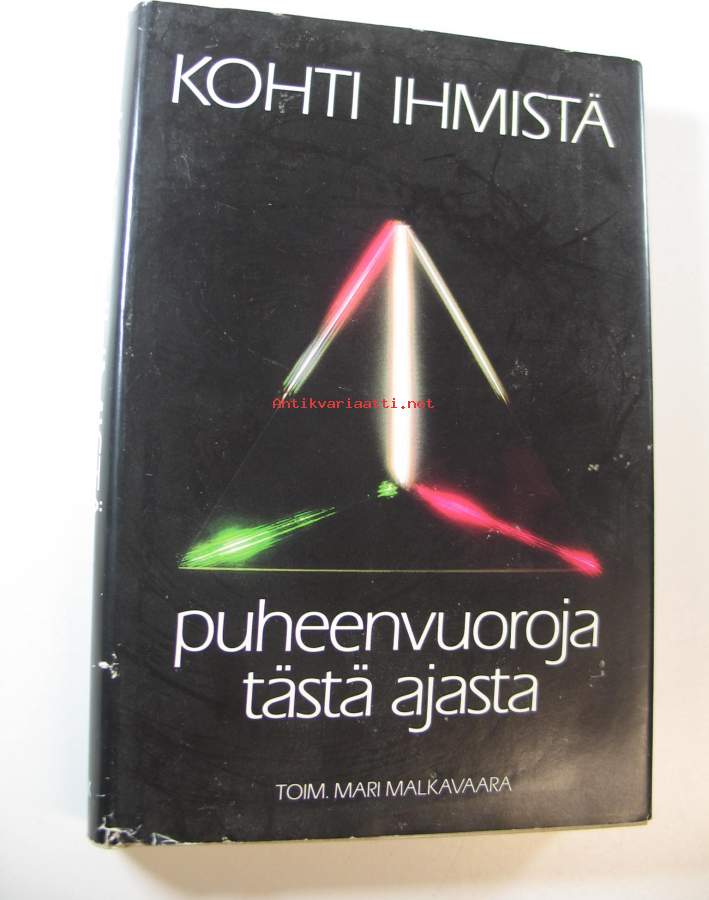 KOHTI IHMISTÄ
Antikvariaatti.net
puheenvuoroja
tästä ajasta
TOIM. MARI MALKAVAARA